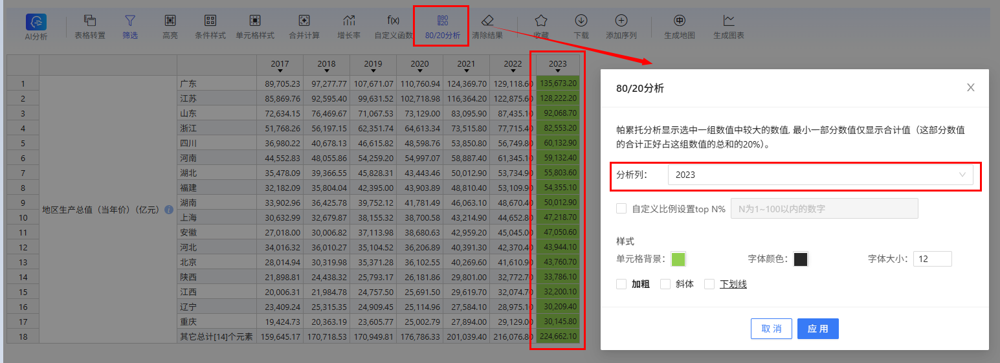 AI分析 表格转置 筛选 高亮 条件样式 单元格样式 合并计算 增长率 f(x) 自定义函数 80/20分析 清除结果 收藏 下载 添加序列 生成地图 生成图表
2017 2018 2019 2020 2021 2022 2023
1 广东 89,705.23 97,277.77 107,671.07 110,760.94 124,369.70 129,118.60 135,673.20
2 江苏 85,869.76 92,595.40 99,631.52 102,718.98 116,364.20 122,875.60 128,222.20
3 山东 72,634.15 76,469.67 71,067.53 73,129.00 83,095.90 87,435.10 92,068.70
4 浙江 51,768.26 56,197.15 62,351.74 64,613.34 73,515.80 77,715.40 82,553.20
5 四川 36,980.22 40,678.13 46,615.82 48,598.76 53,850.80 56,749.80 60,132.90
6 河南 44,552.83 48,055.86 54,259.20 54,997.07 58,887.40 61,345.10 59,132.40
7 湖北 35,478.09 39,366.55 45,828.31 43,443.46 50,012.90 53,734.90 55,803.60
8 福建 32,182.09 35,804.04 42,395.00 43,903.89 48,810.40 53,109.90 54,355.10
9 湖南 33,902.96 36,425.78 39,752.12 41,781.49 46,063.10 48,670.40 50,012.90
地区生产总值（当年价）(亿元)
10 上海 30,632.99 32,679.87 38,155.32 38,700.58 43,214.90 44,652.80 47,218.70
11 安徽 27,018.00 30,006.82 37,113.98 38,680.63 42,959.20 45,045.00 47,050.60
12 河北 34,016.32 36,010.27 35,104.52 36,206.89 40,391.30 42,370.40 43,944.10
13 北京 28,014.94 30,319.98 35,371.28 36,102.55 40,269.60 41,610.90 43,760.70
14 陕西 21,898.81 24,438.32 25,793.17 26,181.86 29,801.00 32,772.70 33,786.10
15 江西 20,006.31 21,984.78 24,757.50 25,691.50 29,619.70 32,074.70 32,200.10
16 辽宁 23,409.24 25,315.35 24,909.45 25,114.96 27,584.10 28,975.10 30,209.40
17 重庆 19,424.73 20,363.19 23,605.77 25,002.79 27,894.00 29,129.00 30,145.80
18 其它总计[14]个元素 159,645.17 170,718.53 170,949.81 176,786.33 201,039.40 216,076.80 224,662.10
80/20分析
帕累托分析显示选中一组数值中较大的数值, 最小一部分数值仅显示合计值（这部分数值
的合计正好占这组数值的总和的20%）。
分析列： 2023
自定义比例设置top N% N为1~100以内的数字
样式
单元格背景： 字体颜色： 字体大小： 12
加粗 斜体 下划线
取 消 应 用